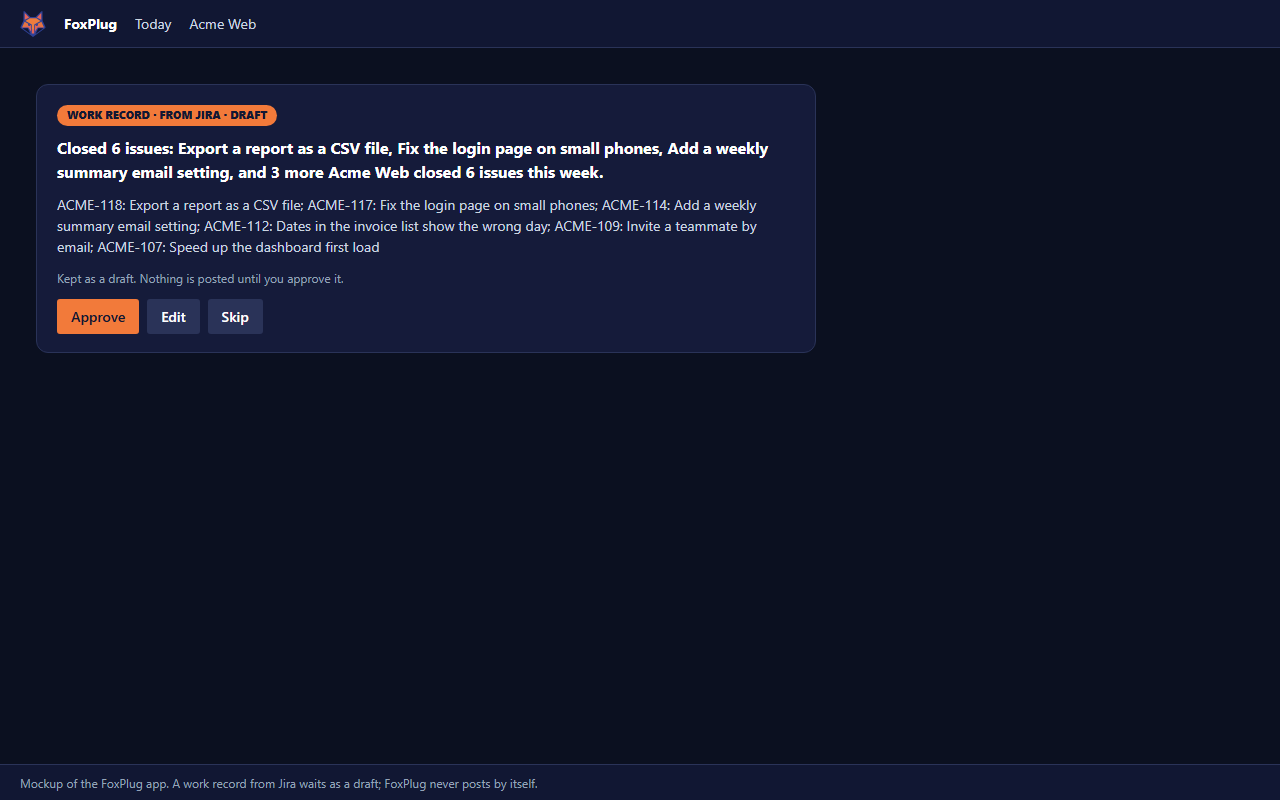 FoxPlug Today Acme Web
WORK RECORD · FROM JIRA · DRAFT
Closed 6 issues: Export a report as a CSV file, Fix the login page on small phones, Add a weekly
summary email setting, and 3 more Acme Web closed 6 issues this week.
ACME-118: Export a report as a CSV file; ACME-117: Fix the login page on small phones; ACME-114: Add a weekly
summary email setting; ACME-112: Dates in the invoice list show the wrong day; ACME-109: Invite a teammate by
email; ACME-107: Speed up the dashboard first load
Kept as a draft. Nothing is posted until you approve it.
Approve Edit Skip
Mockup of the FoxPlug app. A work record from Jira waits as a draft; FoxPlug never posts by itself.